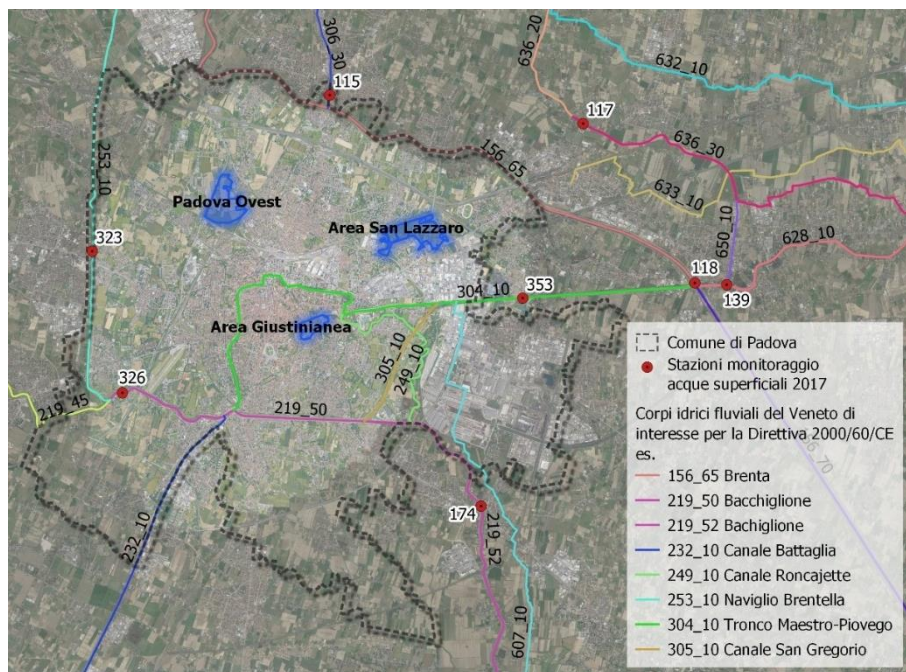 306_30
115
636_20
632_10
117
636_30
156_65
633_10
650_10
628_10
253_10
323
Padova Ovest
Area San Lazzaro
118
139
353
304_10
Area Giustinianea
305_10
249_10
326
219_45
219_50
232_10
174
219_52
607_10
Comune di Padova
Stazioni monitoraggio
acque superficiali 2017
Corpi idrici fluviali del Veneto di
interesse per la Direttiva 2000/60/CE
es.
156_65 Brenta
219_50 Bacchiglione
219_52 Bachiglione
232_10 Canale Battaglia
249_10 Canale Roncajette
253_10 Naviglio Brentella
304_10 Tronco Maestro-Piovego
305_10 Canale San Gregorio